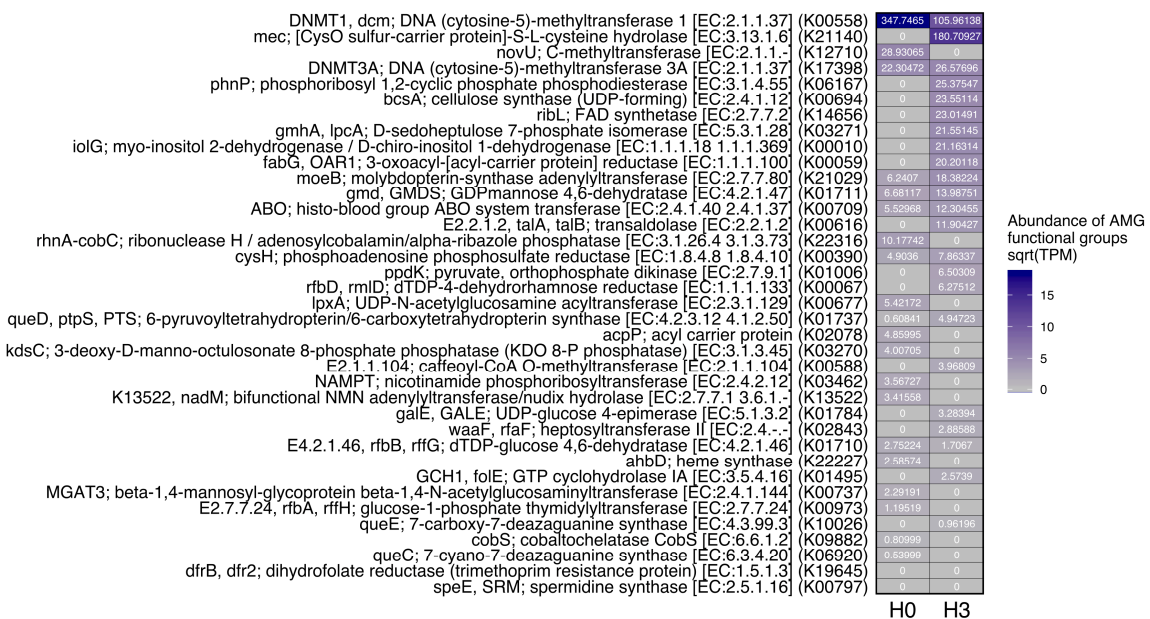 DNMT1, dcm; DNA (cytosine-5)-methyltransferase 1 [EC:2.1.1.37] (K00558) 347.7465 105.96138
mec; [CysO sulfur-carrier protein]-S-L-cysteine hydrolase [EC:3.13.1.6] (K21140) 0 180.70927
novU; C-methyltransferase [EC:2.1.1.-] (K12710) 28.93065 0
DNMT3A; DNA (cytosine-5)-methyltransferase 3A [EC:2.1.1.37] (K17398) 22.30472 26.57696
phnP; phosphoribosyl 1,2-cyclic phosphate phosphodiesterase [EC:3.1.4.55] (K06167) 0 25.37547
bcsA; cellulose synthase (UDP-forming) [EC:2.4.1.12] (K00694) 0 23.55114
ribL; FAD synthetase [EC:2.7.7.2] (K14656) 0 23.01491
gmhA, lpcA; D-sedoheptulose 7-phosphate isomerase [EC:5.3.1.28] (K03271) 0 21.55145
iolG; myo-inositol 2-dehydrogenase / D-chiro-inositol 1-dehydrogenase [EC:1.1.1.18 1.1.1.369] (K00010) 0 21.16314
fabG, OAR1; 3-oxoacyl-[acyl-carrier protein] reductase [EC:1.1.1.100] (K00059) 0 20.20118
moeB; molybdopterin-synthase adenylyltransferase [EC:2.7.7.80] (K21029) 6.2407 18.38224
gmd, GMDS; GDPmannose 4,6-dehydratase [EC:4.2.1.47] (K01711) 6.68117 13.98751
ABO; histo-blood group ABO system transferase [EC:2.4.1.40 2.4.1.37] (K00709) 5.52968 12.30455
E2.2.1.2, talA, talB; transaldolase [EC:2.2.1.2] (K00616) 0 11.90427
rhnA-cobC; ribonuclease H / adenosylcobalamin/alpha-ribazole phosphatase [EC:3.1.26.4 3.1.3.73] (K22316) 10.17742 0
cysH; phosphoadenosine phosphosulfate reductase [EC:1.8.4.8 1.8.4.10] (K00390) 4.9036 7.86337
ppdK; pyruvate, orthophosphate dikinase [EC:2.7.9.1] (K01006) 0 6.50309
rfbD, rmlD; dTDP-4-dehydrorhamnose reductase [EC:1.1.1.133] (K00067) 0 6.27512
lpxA; UDP-N-acetylglucosamine acyltransferase [EC:2.3.1.129] (K00677) 5.42172 0
queD, ptpS, PTS; 6-pyruvoyltetrahydropterin/6-carboxytetrahydropterin synthase [EC:4.2.3.12 4.1.2.50] (K01737) 0.60841 4.94723
acpP; acyl carrier protein (K02078) 4.85995 0
kdsC; 3-deoxy-D-manno-octulosonate 8-phosphate phosphatase (KDO 8-P phosphatase) [EC:3.1.3.45] (K03270) 4.00705 0
E2.1.1.104; caffeoyl-CoA O-methyltransferase [EC:2.1.1.104] (K00588) 0 3.96809
NAMPT; nicotinamide phosphoribosyltransferase [EC:2.4.2.12] (K03462) 3.56727 0
K13522, nadM; bifunctional NMN adenylyltransferase/nudix hydrolase [EC:2.7.7.1 3.6.1.-] (K13522) 3.41558 0
galE, GALE; UDP-glucose 4-epimerase [EC:5.1.3.2] (K01784) 0 3.28394
waaF, rfaF; heptosyltransferase II [EC:2.4.-.-] (K02843) 0 2.88588
E4.2.1.46, rfbB, rffG; dTDP-glucose 4,6-dehydratase [EC:4.2.1.46] (K01710) 2.75224 1.7067
ahbD; heme synthase (K22227) 2.58574 0
GCH1, folE; GTP cyclohydrolase IA [EC:3.5.4.16] (K01495) 0 2.5739
MGAT3; beta-1,4-mannosyl-glycoprotein beta-1,4-N-acetylglucosaminyltransferase [EC:2.4.1.144] (K00737) 2.29191 0
E2.7.7.24, rfbA, rffH; glucose-1-phosphate thymidylyltransferase [EC:2.7.7.24] (K00973) 1.19519 0
queE; 7-carboxy-7-deazaguanine synthase [EC:4.3.99.3] (K10026) 0 0.96196
cobS; cobaltochelatase CobS [EC:6.6.1.2] (K09882) 0.80999 0
queC; 7-cyano-7-deazaguanine synthase [EC:6.3.4.20] (K06920) 0.63999 0
dfrB, dfr2; dihydrofolate reductase (trimethoprim resistance protein) [EC:1.5.1.3] (K19645) 0 0
speE, SRM; spermidine synthase [EC:2.5.1.16] (K00797) 0 0
H0 H3
Abundance of AMG
functional groups
sqrt(TPM)
15
10
5
0